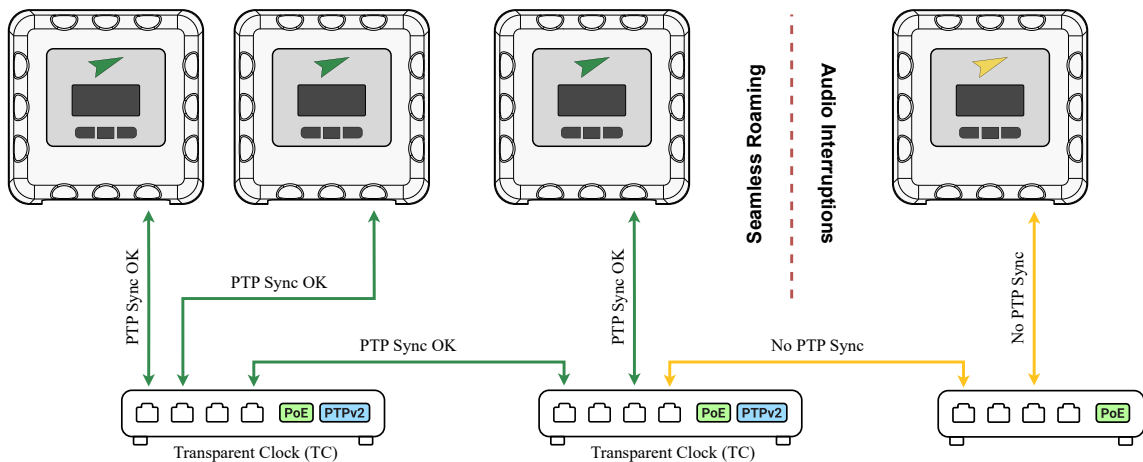 Seamless Roaming
Audio Interruptions
PTP Sync OK
PTP Sync OK
PTP Sync OK
PTP Sync OK
No PTP Sync
No PTP Sync
PoE
PTPv2
PoE
PTPv2
PoE
Transparent Clock (TC)
Transparent Clock (TC)